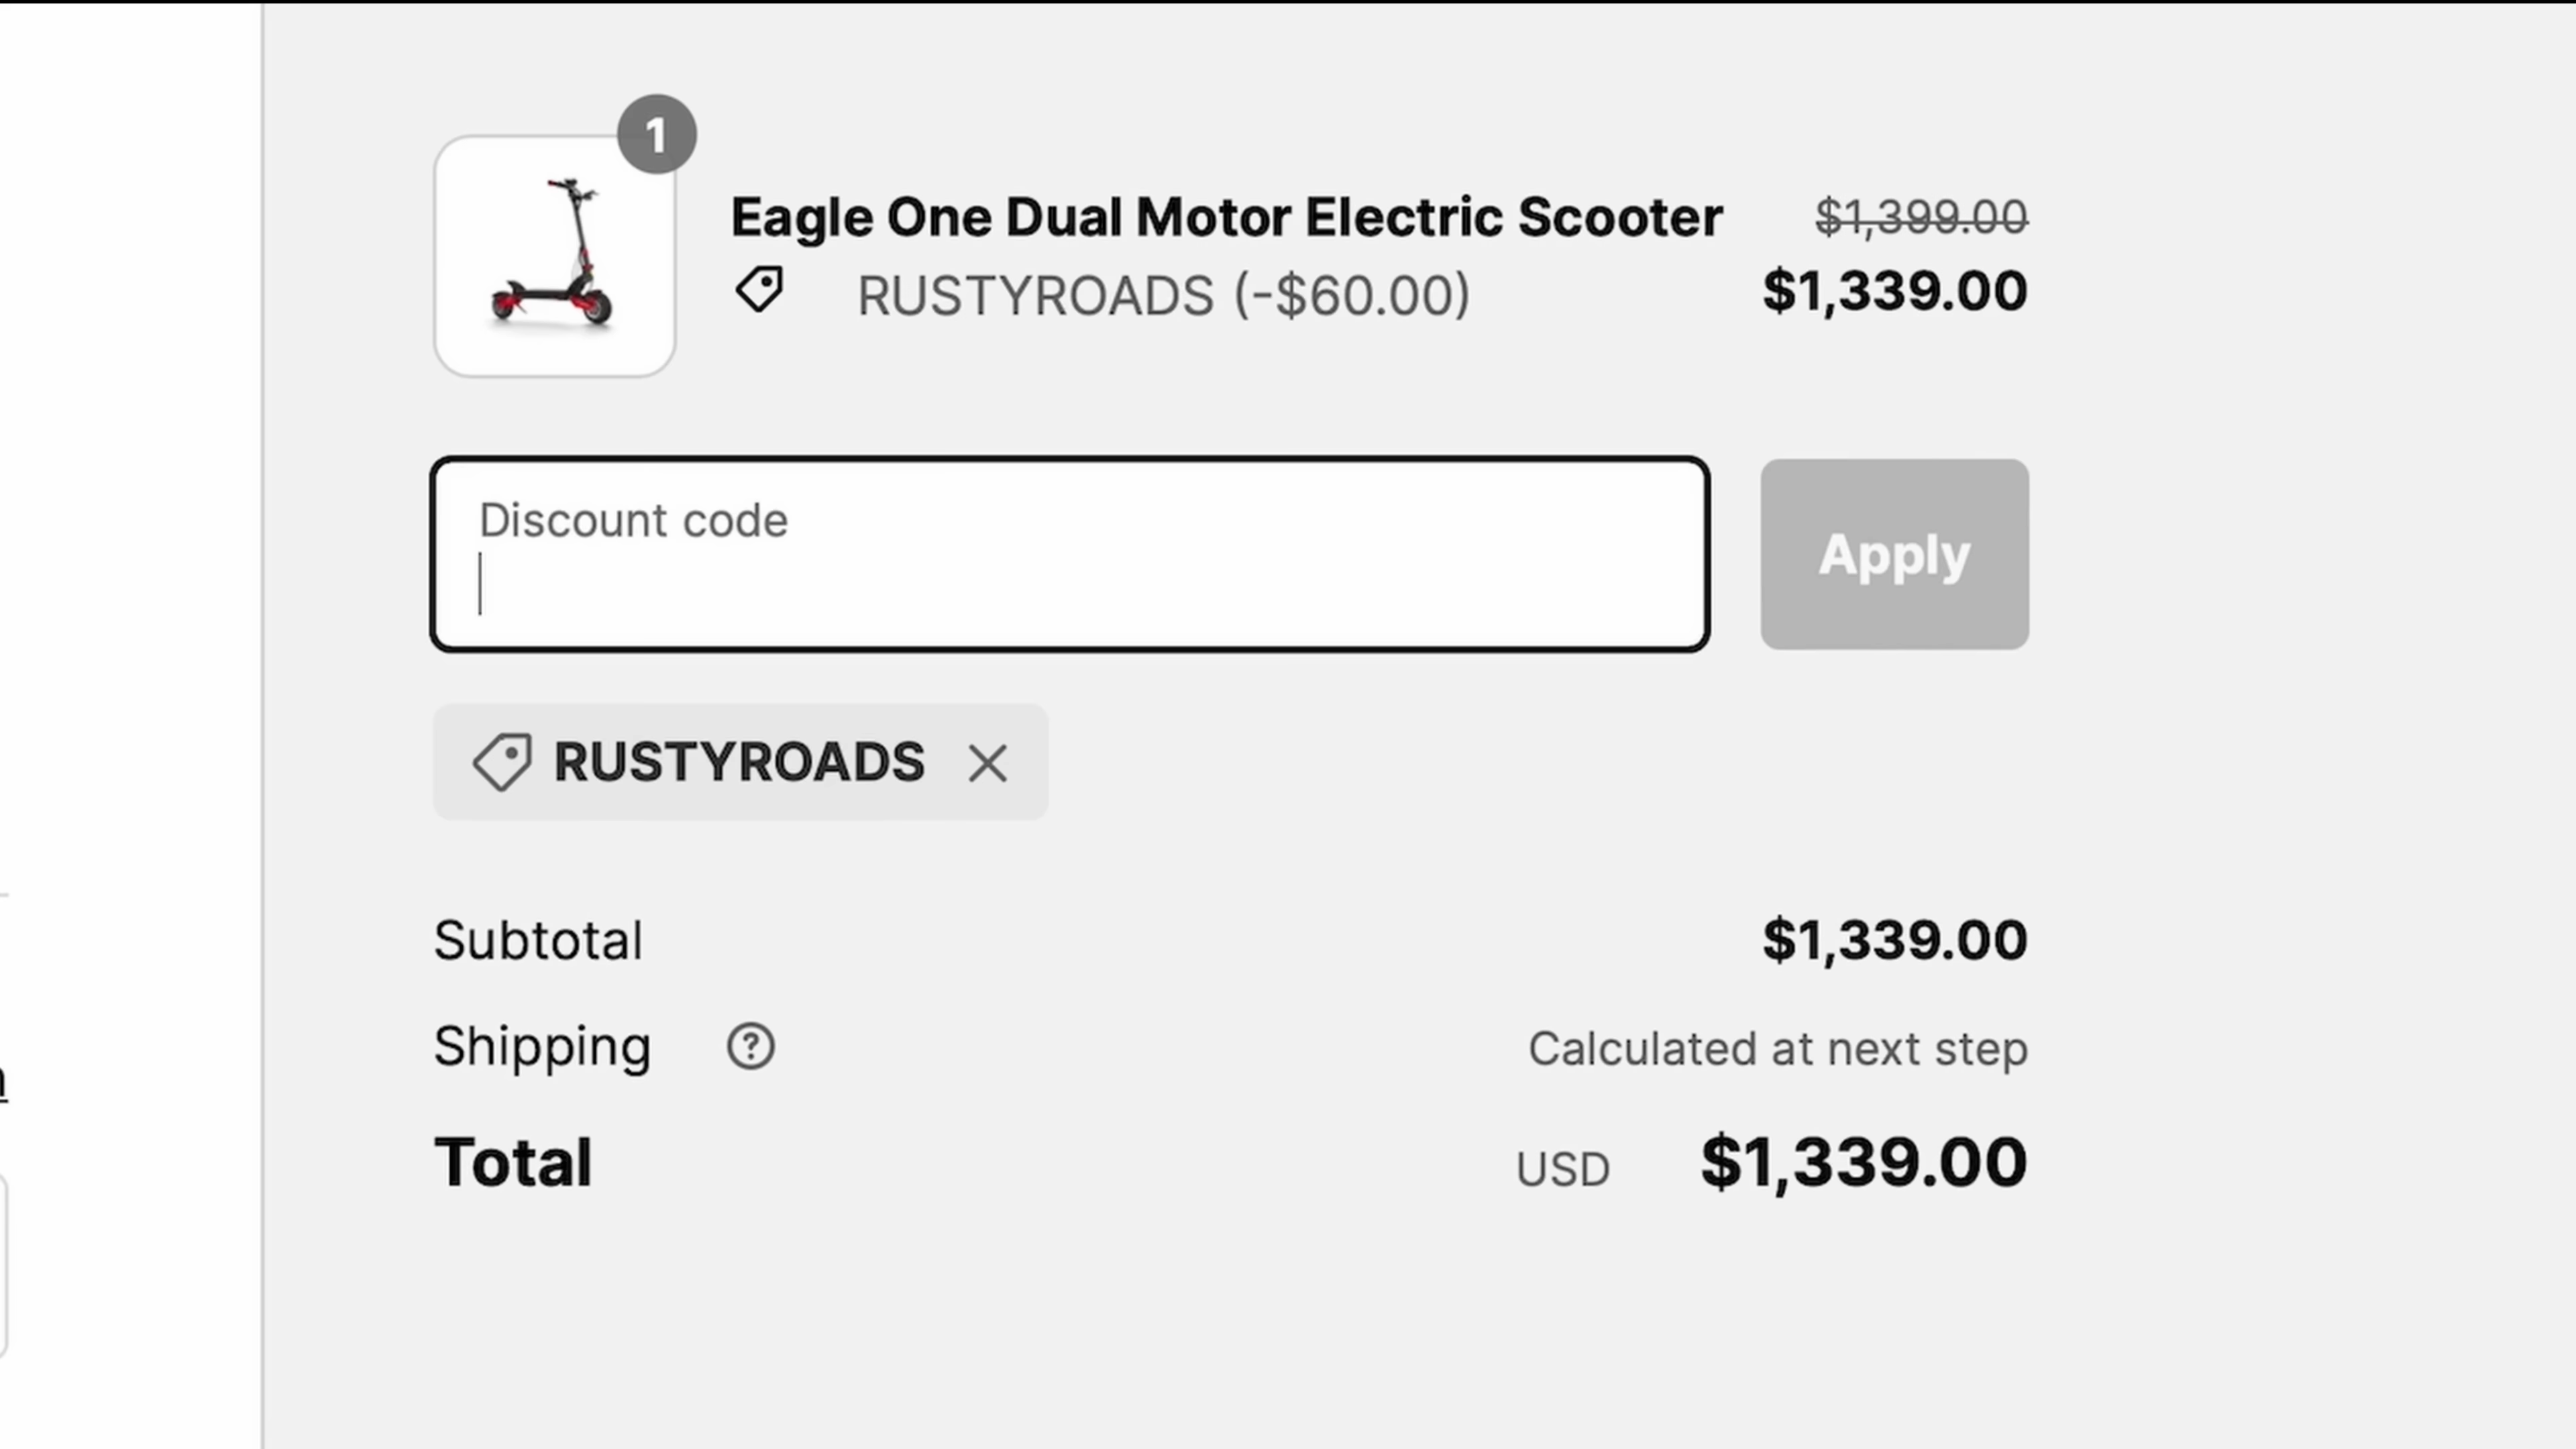 1
Eagle One Dual Motor Electric Scooter $1,399.00
RUSTYROADS (-$60.00) $1,339.00
Discount code
Apply
RUSTYROADS
Subtotal $1,339.00
Shipping ? Calculated at next step
Total USD $1,339.00